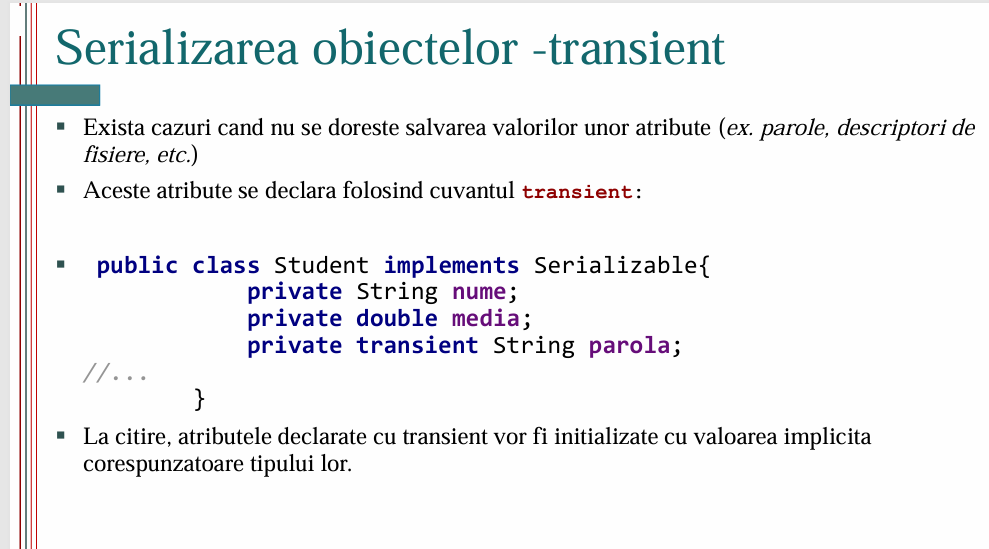 Serializarea obiectelor -transient
Exista cazuri cand nu se doreste salvarea valorilor unor atribute (ex. parole, descriptori de
fisiere, etc.)
Aceste atribute se declara folosind cuvantul transient:
public class Student implements Serializable{
private String nume;
private double media;
private transient String parola;
//...
}
La citire, atributele declarate cu transient vor fi initializate cu valoarea implicita
corespunzatoare tipului lor.